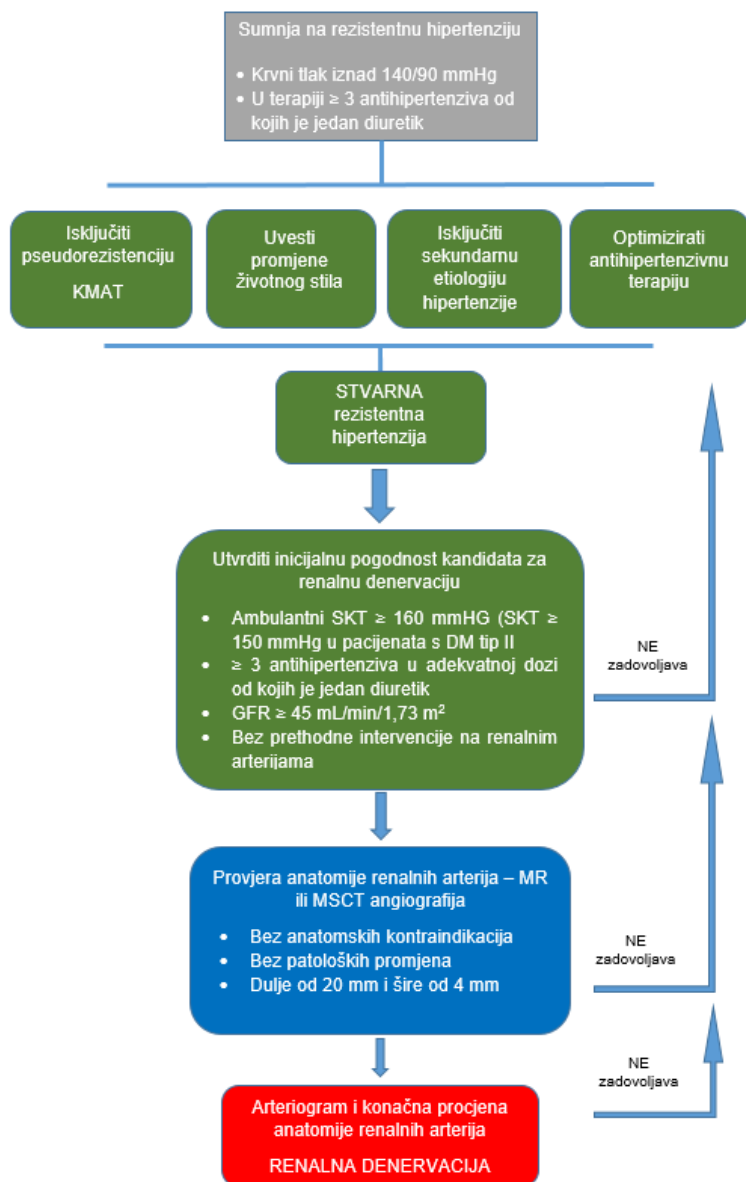 Sumnja na rezistentnu hipertenziju
• Krvni tlak iznad 140/90 mmHg
• U terapiji ≥ 3 antihipertenziva od
kojih je jedan diuretik
Isključiti
pseudorezistenciju
KMAT
Uvesti
promjene
životnog stila
Isključiti
sekundarnu
etiologiju
hipertenzije
Optimizirati
antihipertenzivnu
terapiju
STVARNA
rezistentna
hipertenzija
Utvrditi inicijalnu pogodnost kandidata za
renalnu denervaciju
• Ambulantni SKT ≥ 160 mmHG (SKT ≥
150 mmHg u pacijenata s DM tip II
• ≥ 3 antihipertenziva u adekvatnoj dozi
od kojih je jedan diuretik
• GFR ≥ 45 mL/min/1,73 m²
• Bez prethodne intervencije na renalnim
arterijama
NE
zadovoljava
Provjera anatomije renalnih arterija – MR
ili MSCT angiografija
• Bez anatomskih kontraindikacija
• Bez patoloških promjena
• Dulje od 20 mm i šire od 4 mm
NE
zadovoljava
Arteriogram i konačna procjena
anatomije renalnih arterija
RENALNA DENERVACIJA
NE
zadovoljava